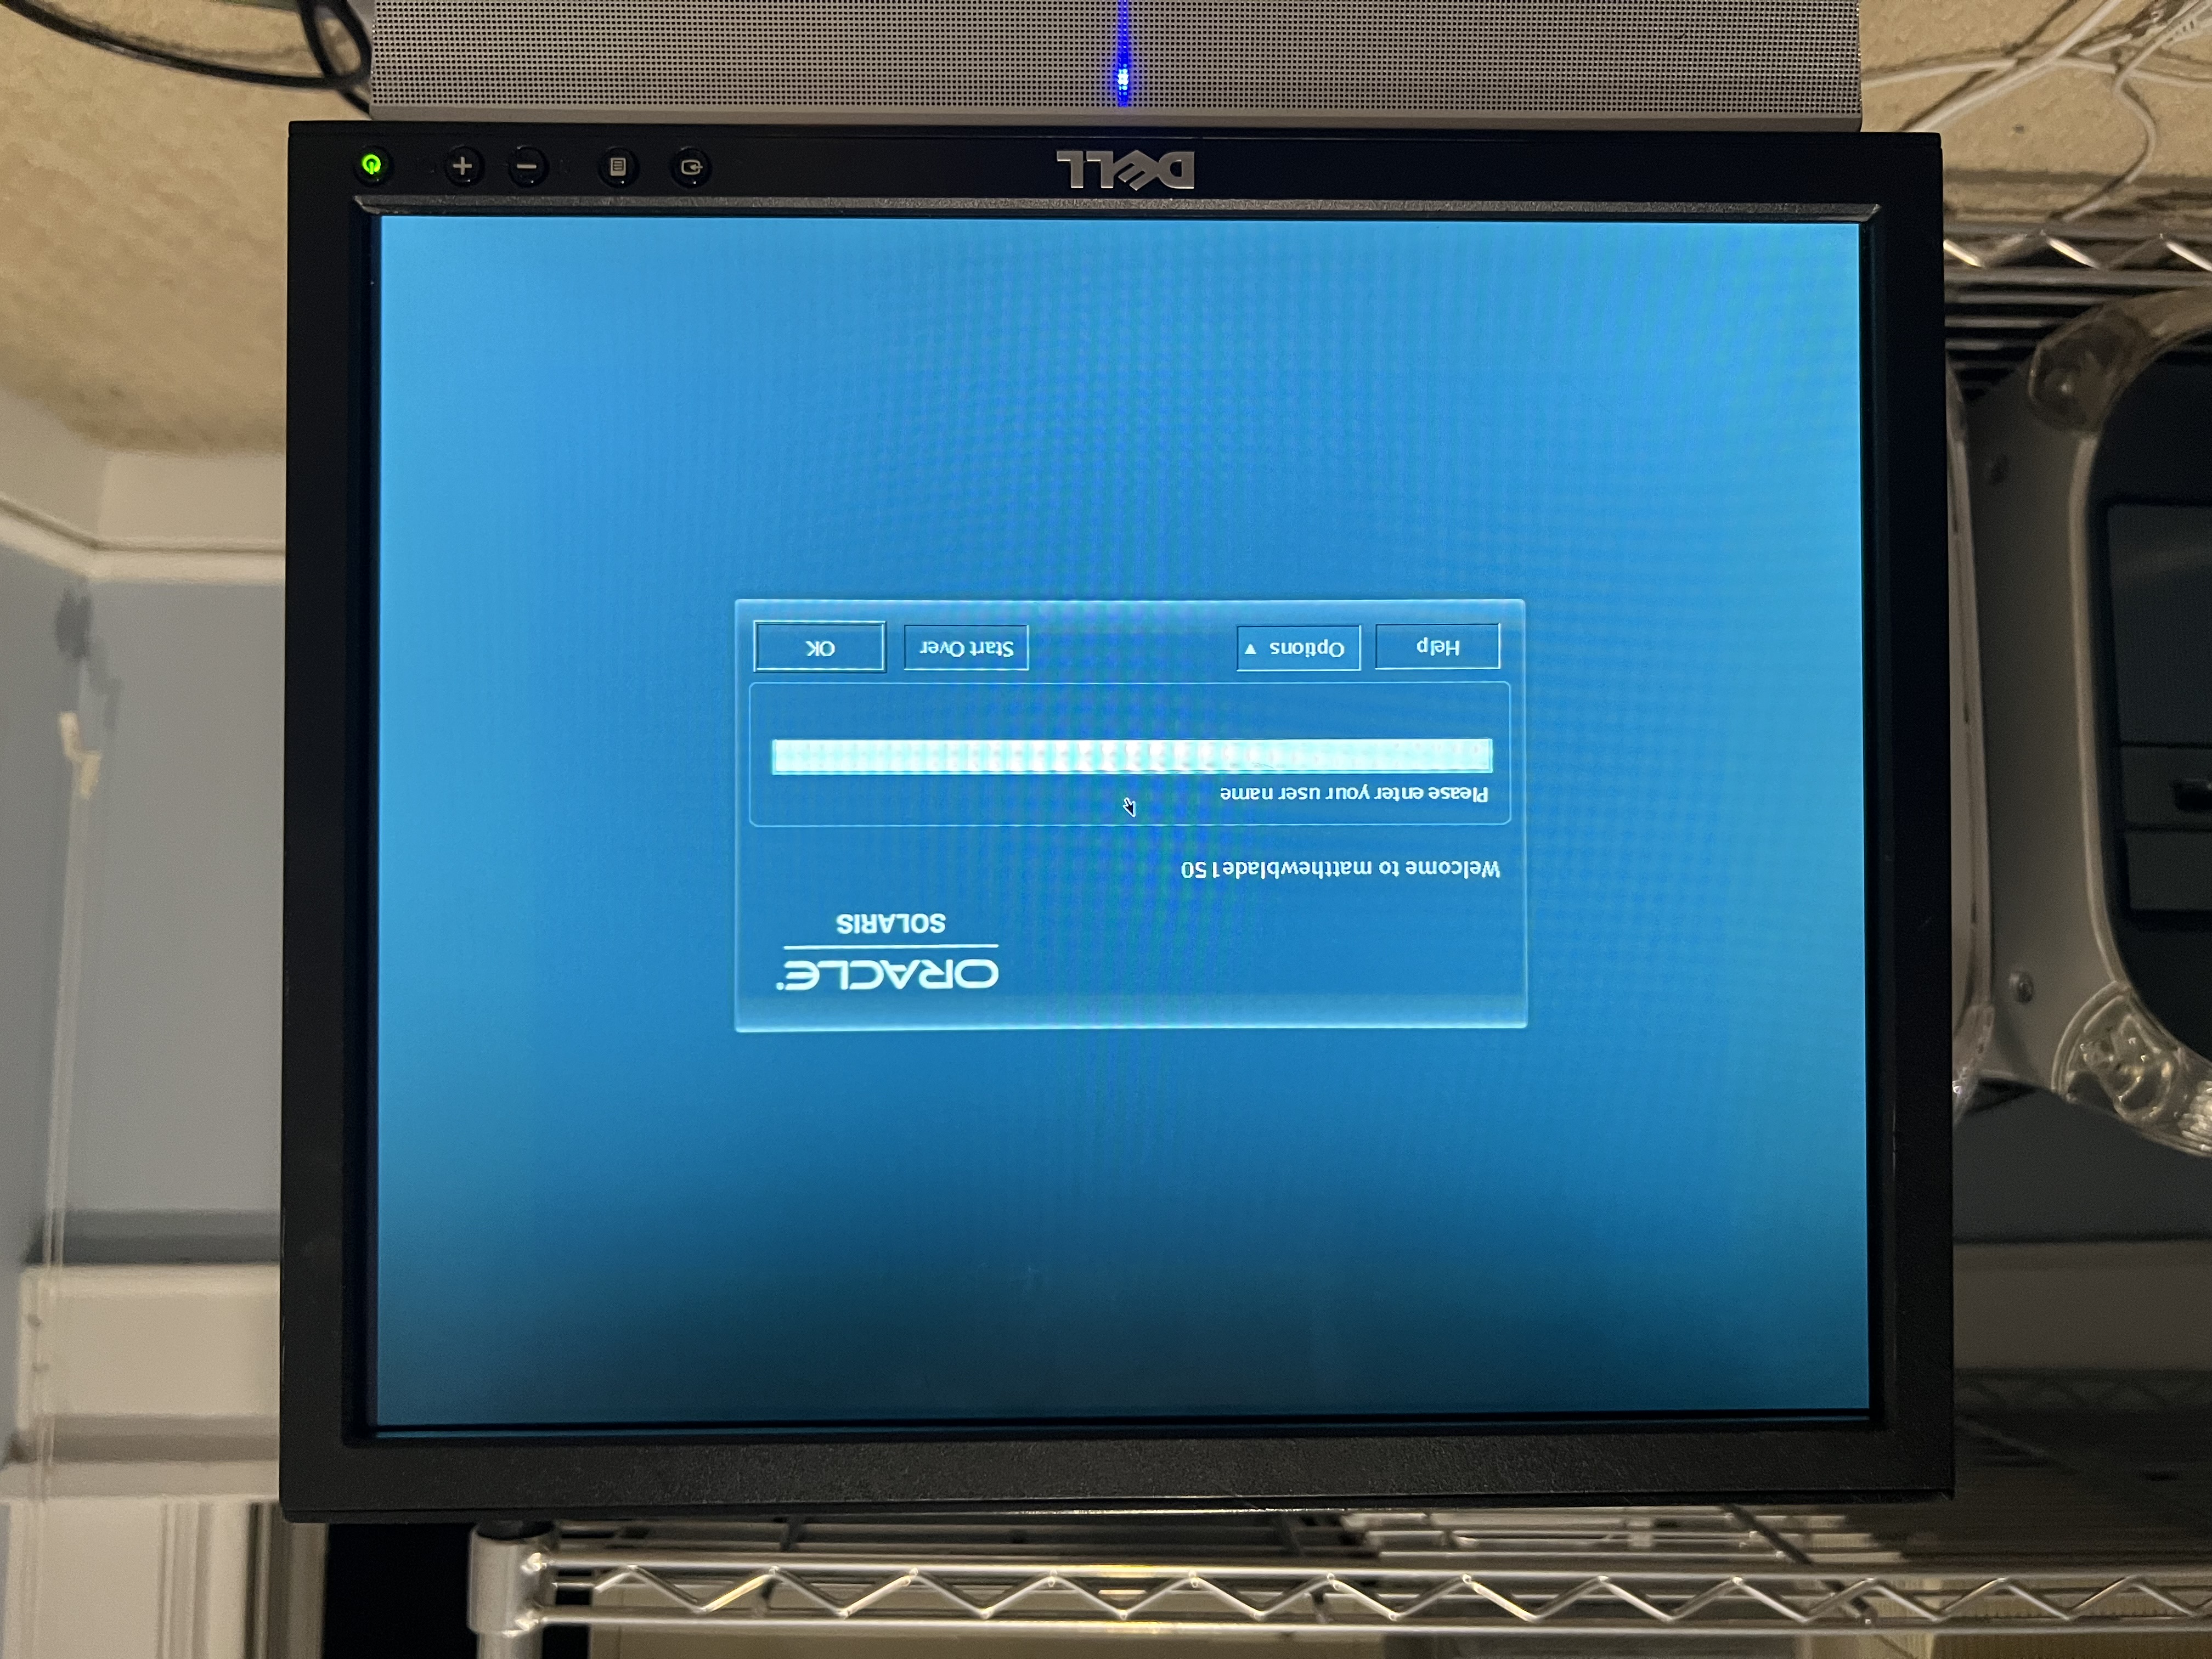 ORACLE
SOLARIS
Welcome to matthewblade150
Please enter your user name
Help
Options
Start Over
OK
DELL